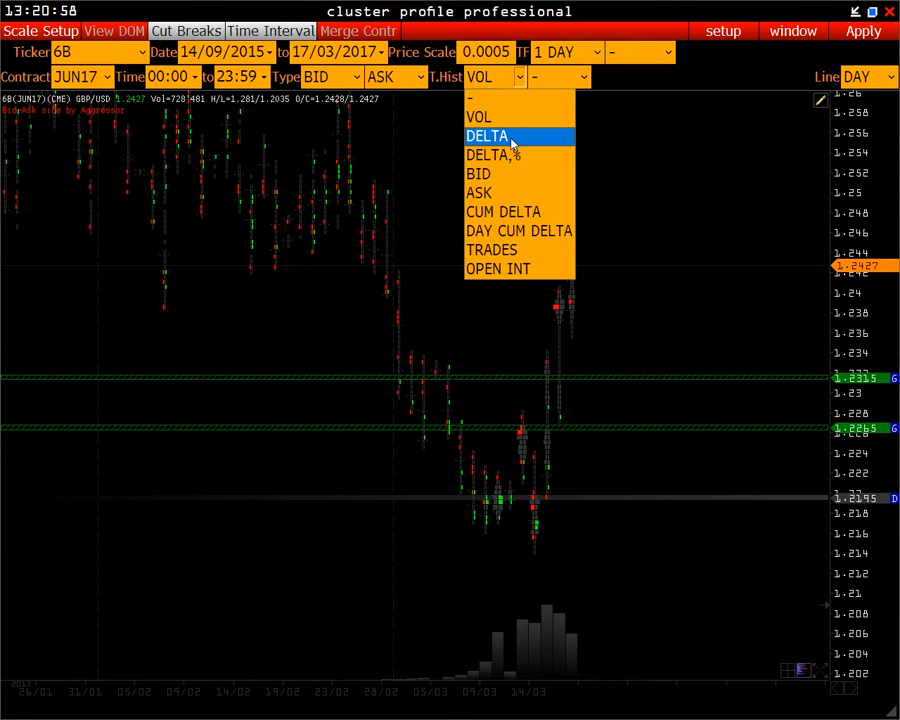 13:20:58 cluster profile professional
Scale Setup View DOM Cut Breaks Time Interval Merge Contr setup window Apply
Ticker 6B Date 14/09/2015 to 17/03/2017 Price Scale 0.0005 TF 1 DAY -
Contract JUN17 Time 00:00 to 23:59 Type BID ASK T.Hist VOL - Line DAY
6B(JUN17)(CME) GBP/USD 1.2427 Vol=728'481 H/L=1.281/1.2035 O/C=1.2428/1.2427
Bid-Ask side by Aggressor
-
VOL
DELTA
DELTA,%
BID
ASK
CUM DELTA
DAY CUM DELTA
TRADES
OPEN INT
1.26
1.258
1.256
1.254
1.252
1.25
1.248
1.246
1.244
1.2427
1.242
1.24
1.238
1.236
1.234
1.2315 G
1.23
1.228
1.2265 G
1.224
1.222
1.2195 D
1.218
1.216
1.214
1.212
1.21
1.208
1.206
1.204
1.202
2017
26/01 31/01 05/02 09/02 14/02 19/02 23/02 28/02 05/03 09/03 14/03